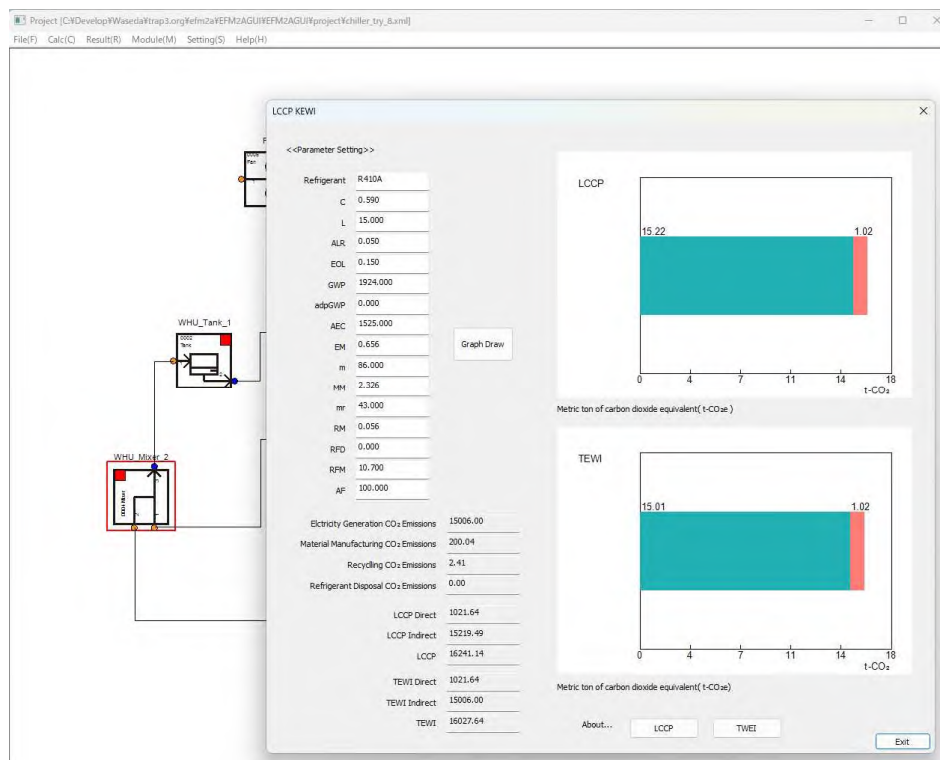 Project [C:¥Develop¥Waseda¥trap3.org¥efm2a¥EFM2AGUI¥EFM2AGUI¥project¥chiller_try_8.xml]
File(F) Calc(C) Result(R) Module(M) Setting(S) Help(H)
LCCP KEWI
<<Parameter Setting>>
Refrigerant R410A
C 0.590
L 15.000
ALR 0.050
EOL 0.150
GWP 1924.000
adpGWP 0.000
AEC 1525.000
EM 0.656
m 86.000
MM 2.326
mr 43.000
RM 0.056
RFD 0.000
RFM 10.700
AF 100.000
Graph Draw
Elctricity Generation CO₂ Emissions 15006.00
Material Manufacturing CO₂ Emissions 200.04
Recyclling CO₂ Emissions 2.41
Refrigerant Disposal CO₂ Emissions 0.00
LCCP Direct 1021.64
LCCP Indirect 15219.49
LCCP 16241.14
TEWI Direct 1021.64
TEWI Indirect 15006.00
TEWI 16027.64
LCCP
15.22 1.02
0 4 7 11 14 18
t-CO₂
Metric ton of carbon dioxide equivalent( t-CO₂e )
TEWI
15.01 1.02
0 4 7 11 14 18
t-CO₂
Metric ton of carbon dioxide equivalent( t-CO₂e)
About... LCCP TWEI
Exit
Fan
WHU_Tank_1
0002
Tank
WHU_Mixer_2